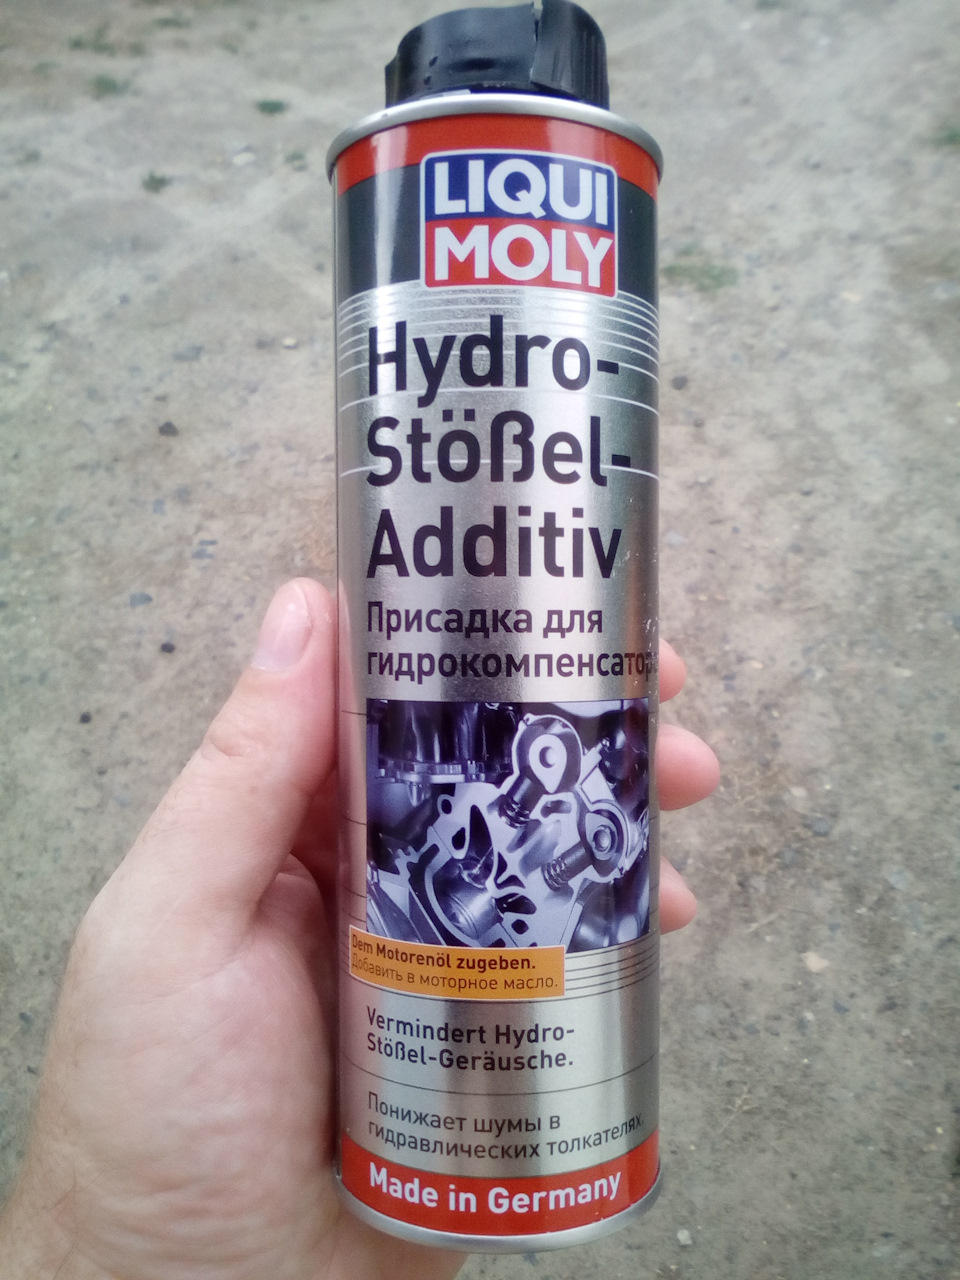 LIQUI
MOLY
Hydro-
Stößel-
Additiv
Присадка для
Dem Motorenöl zugeben.
Добавить в моторное масло.
Vermindert Hydro-
Stößel-Geräusche.
Понижает шумы в
гидравлических толкателях.
Made in Germany